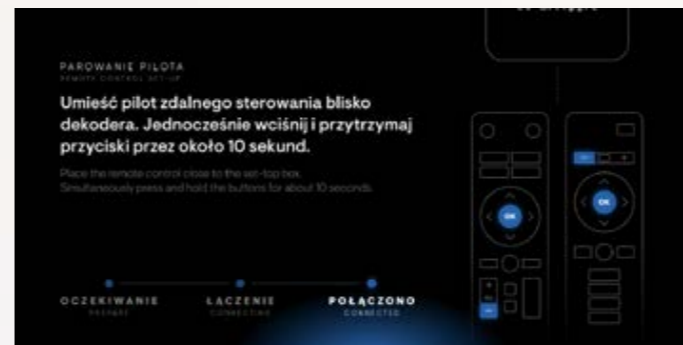 PAROWANIE PILOTA
REMOTE CONTROL SET-UP
Umieść pilot zdalnego sterowania blisko
dekodera. Jednocześnie wciśnij i przytrzymaj
przyciski przez około 10 sekund.
Place the remote control close to the set-top box.
Simultaneously press and hold the buttons for about 10 seconds.
OK
OK
OCZEKIWANIE
ŁĄCZENIE
POŁĄCZONO
PREPARE
CONNECTING
CONNECTED